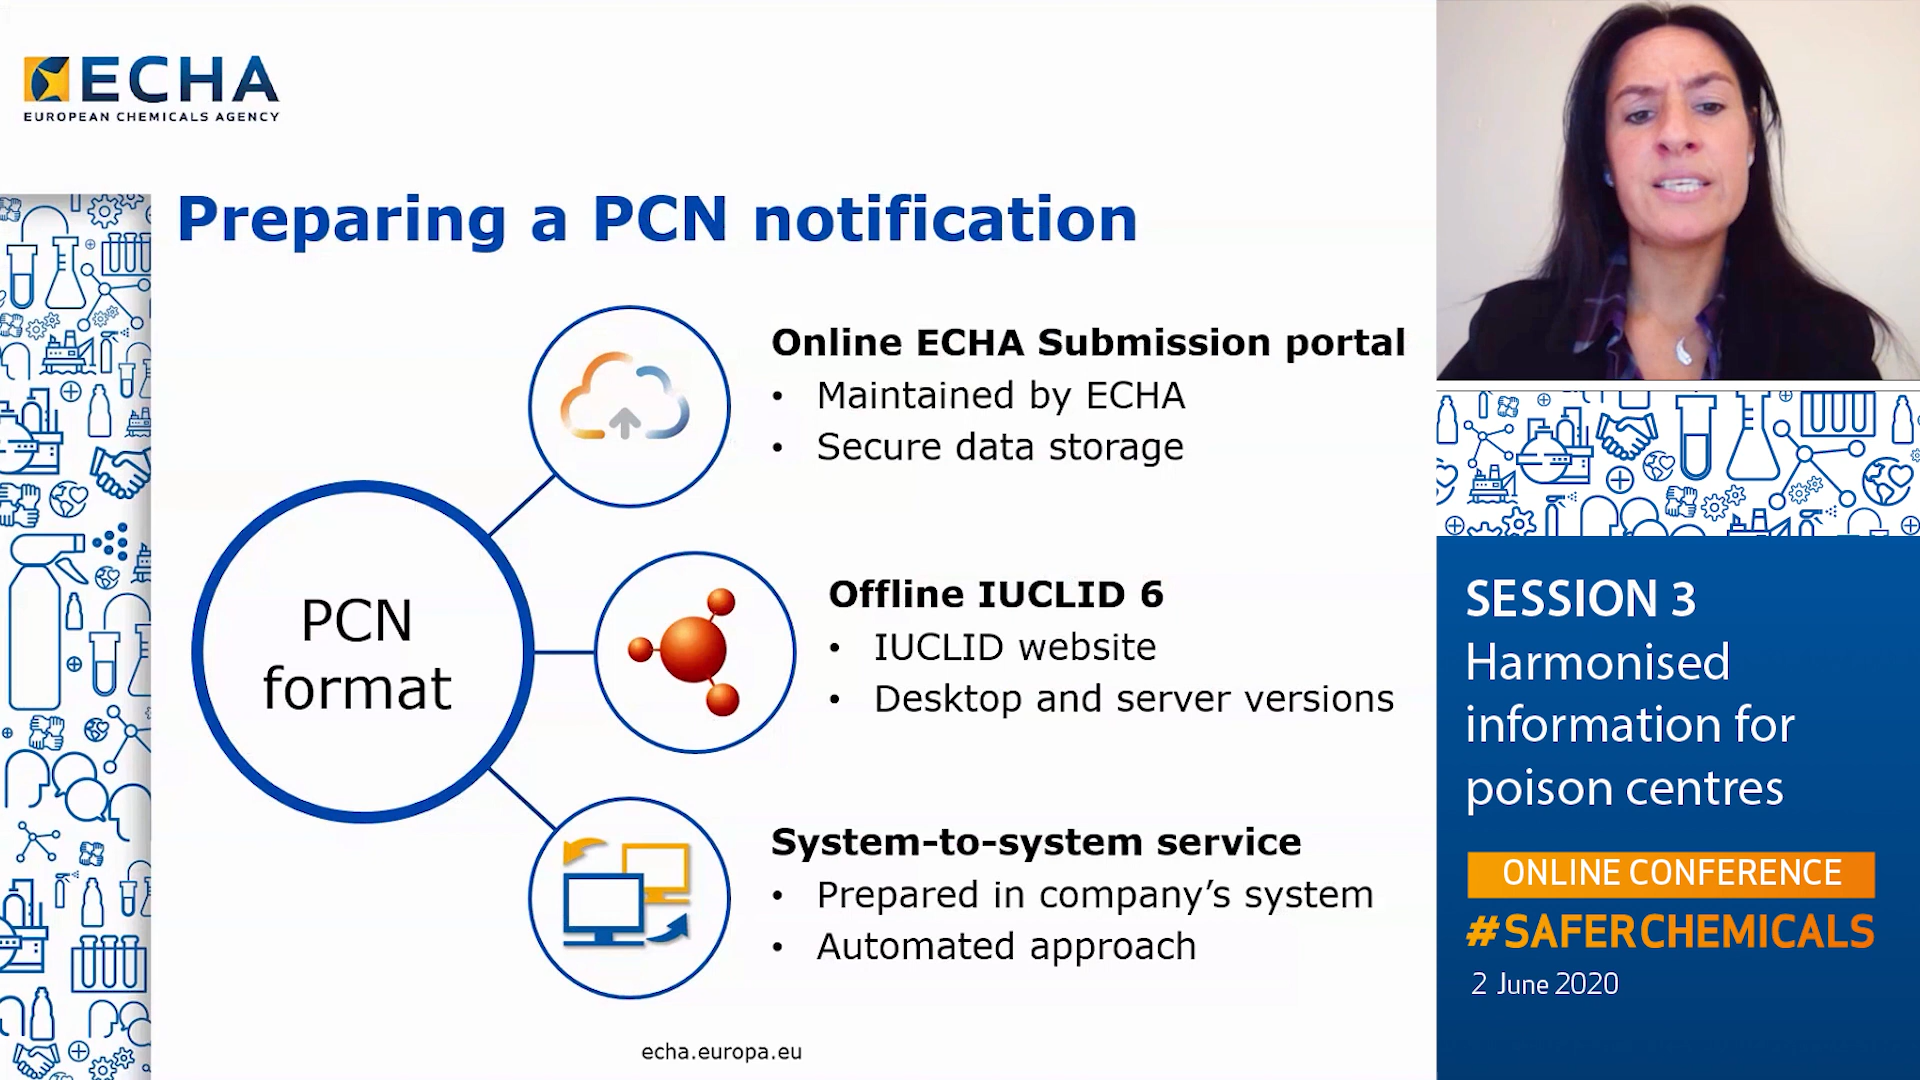 ECHA
EUROPEAN CHEMICALS AGENCY
Preparing a PCN notification
PCN
format
Online ECHA Submission portal
• Maintained by ECHA
• Secure data storage
Offline IUCLID 6
• IUCLID website
• Desktop and server versions
System-to-system service
• Prepared in company’s system
• Automated approach
echa.europa.eu
SESSION 3
Harmonised
information for
poison centres
ONLINE CONFERENCE
#SAFERCHEMICALS
2 June 2020